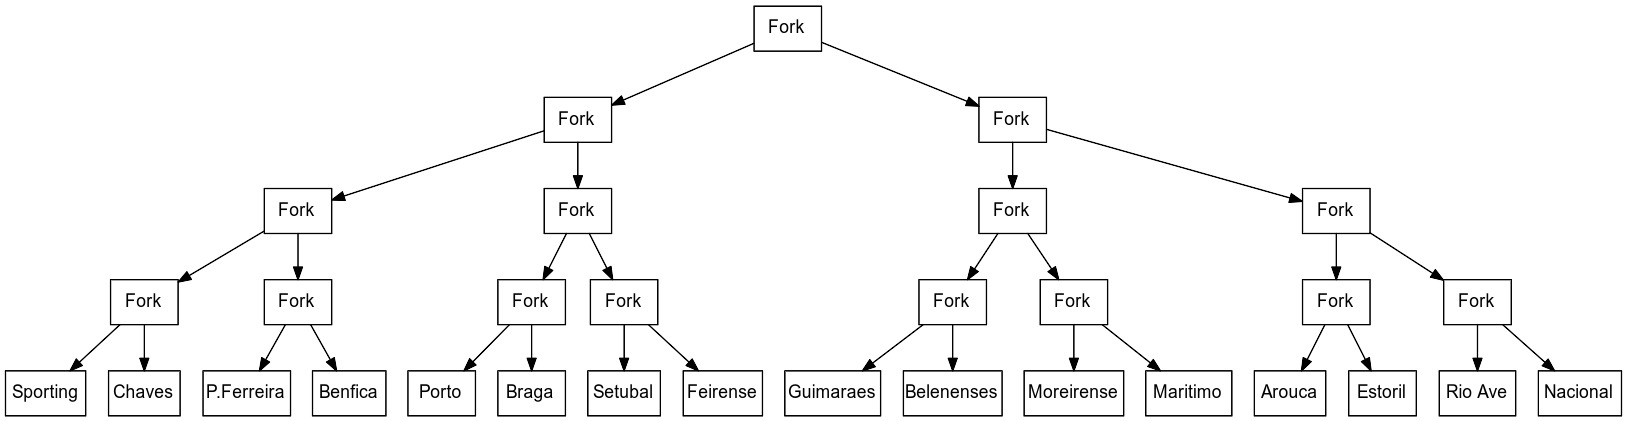 Fork
Fork Fork
Fork Fork Fork Fork
Fork Fork Fork Fork Fork Fork Fork Fork
Sporting Chaves P.Ferreira Benfica Porto Braga Setubal Feirense Guimaraes Belenenses Moreirense Maritimo Arouca Estoril Rio Ave Nacional